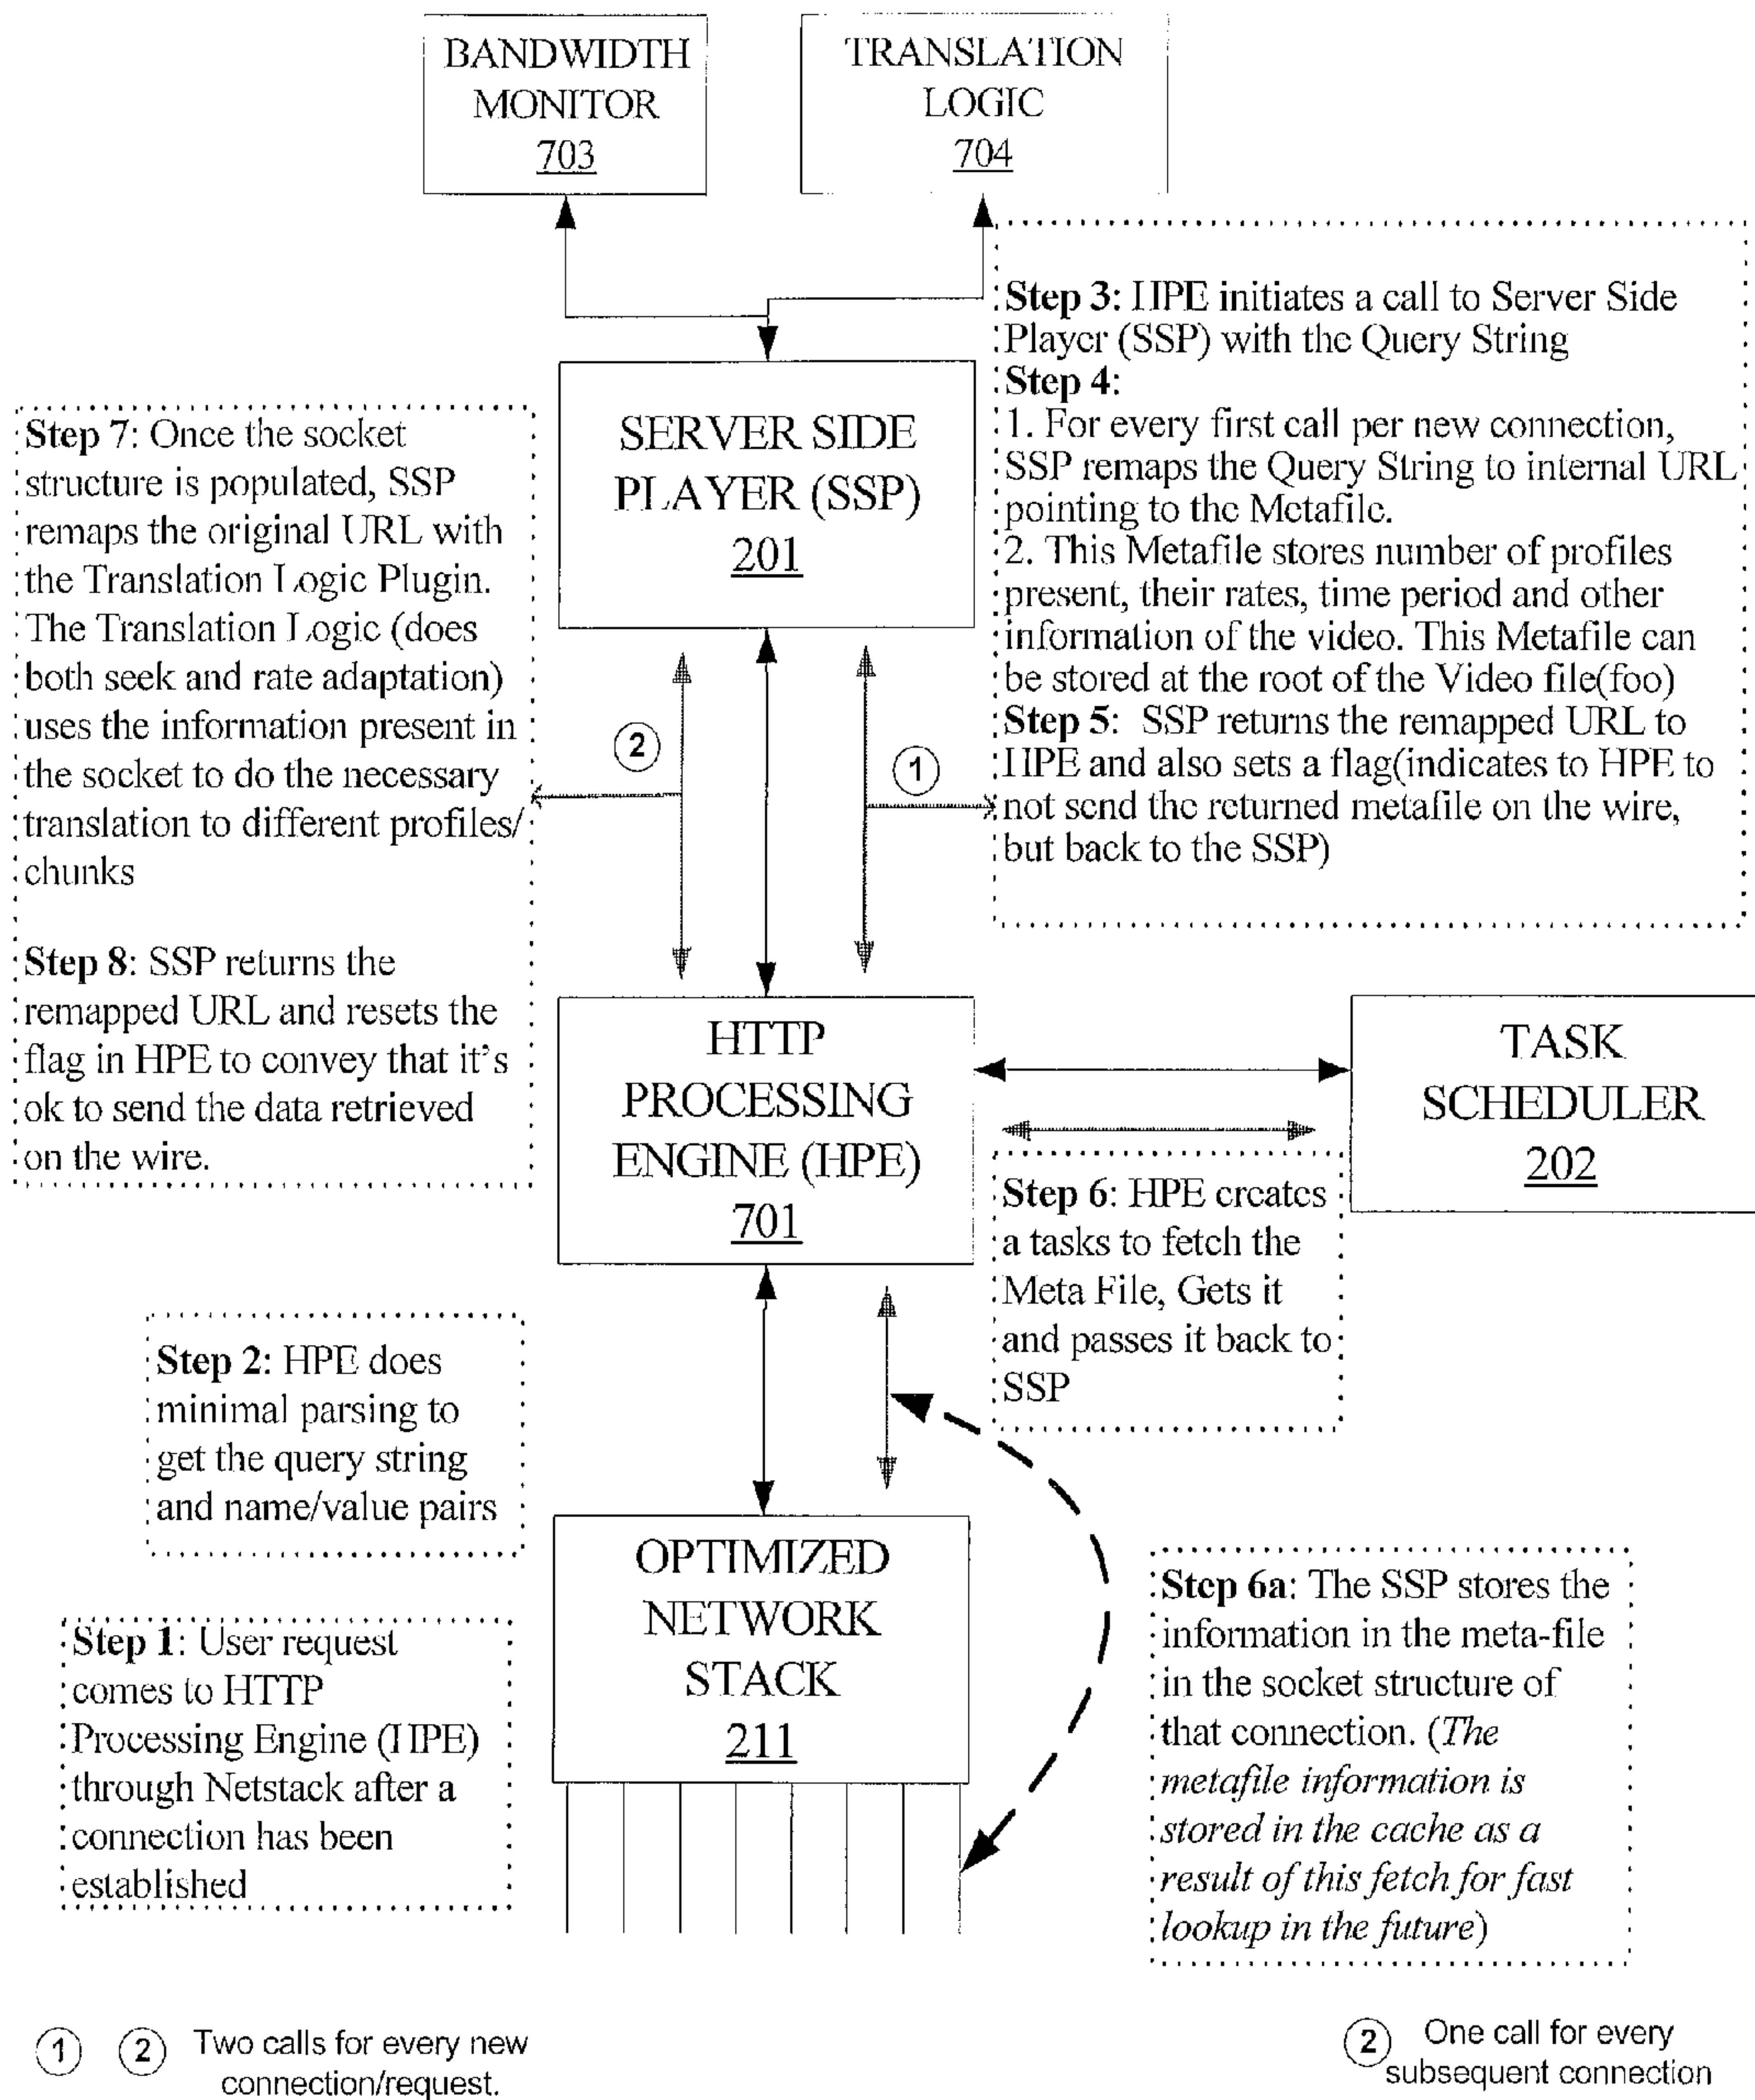 BANDWIDTH
MONITOR
703
TRANSLATION
LOGIC
704
Step 3: HPE initiates a call to Server Side
Player (SSP) with the Query String
Step 4:
1. For every first call per new connection,
SSP remaps the Query String to internal URL
pointing to the Metafile.
2. This Metafile stores number of profiles
present, their rates, time period and other
information of the video. This Metafile can
be stored at the root of the Video file(foo)
Step 5: SSP returns the remapped URL to
HPE and also sets a flag(indicates to HPE to
not send the returned metafile on the wire,
but back to the SSP)
SERVER SIDE
PLAYER (SSP)
201
Step 7: Once the socket
structure is populated, SSP
remaps the original URL with
the Translation Logic Plugin.
The Translation Logic (does
both seek and rate adaptation)
uses the information present in
the socket to do the necessary
translation to different profiles/
chunks
Step 8: SSP returns the
remapped URL and resets the
flag in HPE to convey that it's
ok to send the data retrieved
on the wire.
2
1
HTTP
PROCESSING
ENGINE (HPE)
701
TASK
SCHEDULER
202
Step 6: HPE creates
a tasks to fetch the
Meta File, Gets it
and passes it back to
SSP
Step 2: HPE does
minimal parsing to
get the query string
and name/value pairs
OPTIMIZED
NETWORK
STACK
211
Step 1: User request
comes to HTTP
Processing Engine (HPE)
through Netstack after a
connection has been
established
Step 6a: The SSP stores the
information in the meta-file
in the socket structure of
that connection. (The
metafile information is
stored in the cache as a
result of this fetch for fast
lookup in the future)
1 2 Two calls for every new
connection/request.
2 One call for every
subsequent connection